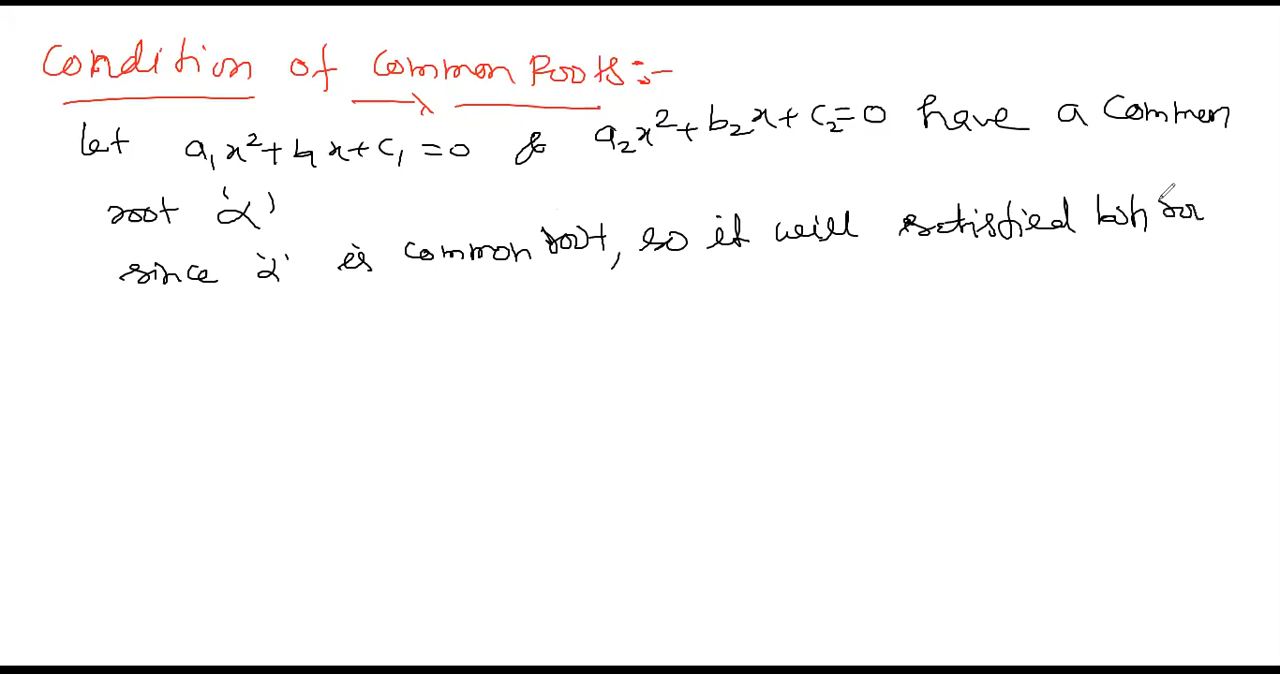 Condition of Common Roots:-
Let a₁x²+b₁x+c₁=0 & a₂x²+b₂x+c₂=0 have a Common
root 'α'
since 'α' is common root, so it will satisfied both